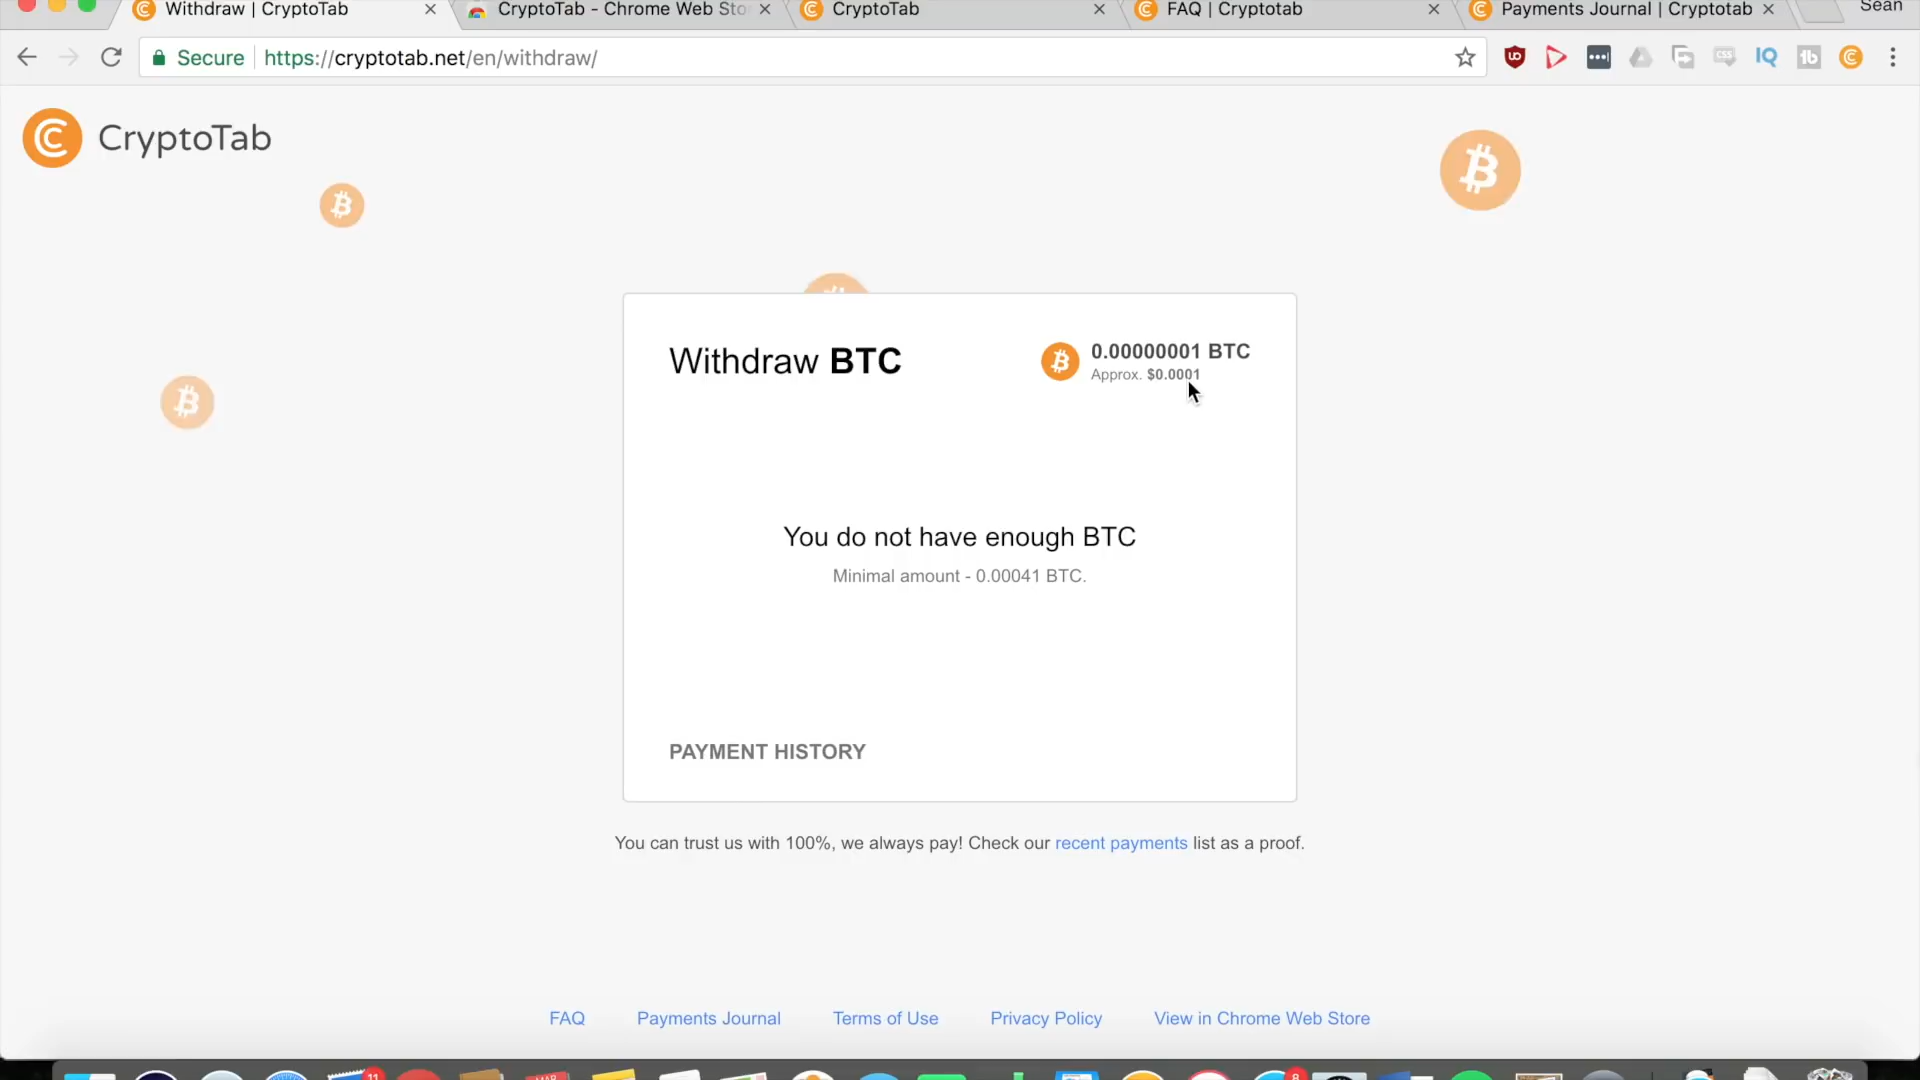 Withdraw | CryptoTab
CryptoTab - Chrome Web Sto
CryptoTab
FAQ | Cryptotab
Payments Journal | Cryptotab
Sean
Secure
https://cryptotab.net/en/withdraw/
CryptoTab
Withdraw BTC
0.00000001 BTC
Approx. $0.0001
You do not have enough BTC
Minimal amount - 0.00041 BTC.
PAYMENT HISTORY
You can trust us with 100%, we always pay! Check our recent payments list as a proof.
FAQ
Payments Journal
Terms of Use
Privacy Policy
View in Chrome Web Store
11
MAR
8